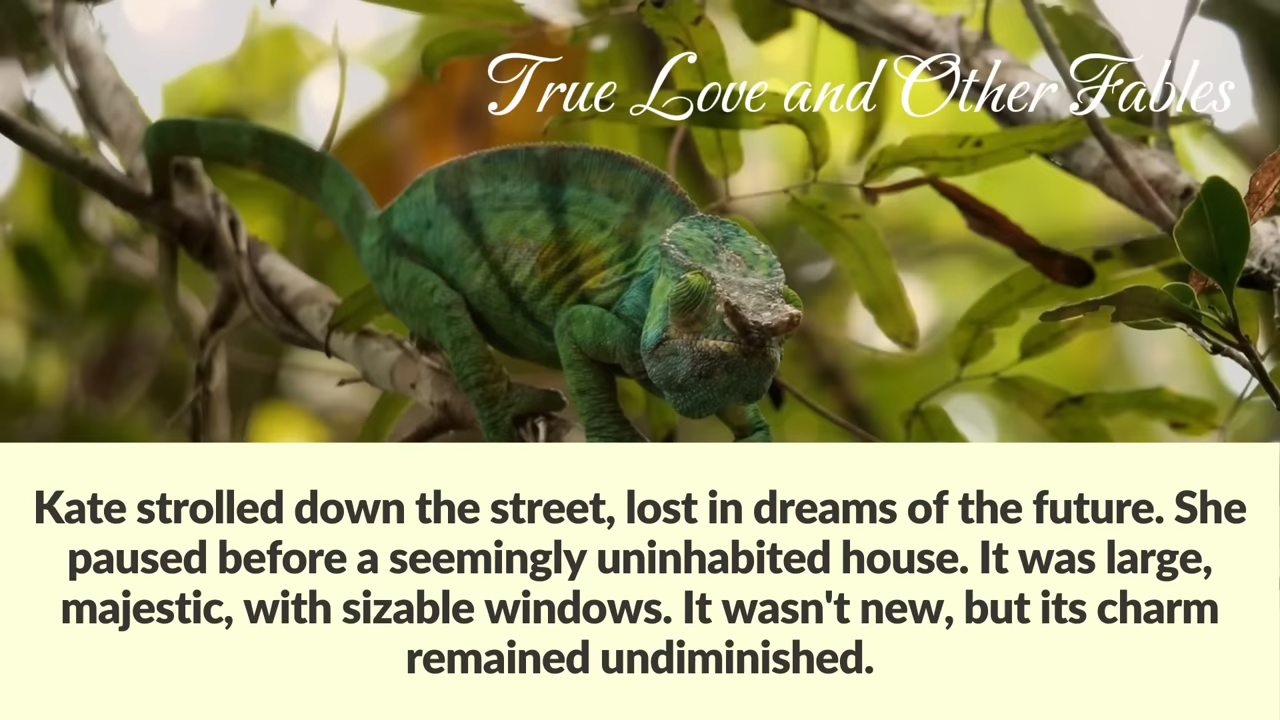 True Love and Other Fables
Kate strolled down the street, lost in dreams of the future. She
paused before a seemingly uninhabited house. It was large,
majestic, with sizable windows. It wasn't new, but its charm
remained undiminished.